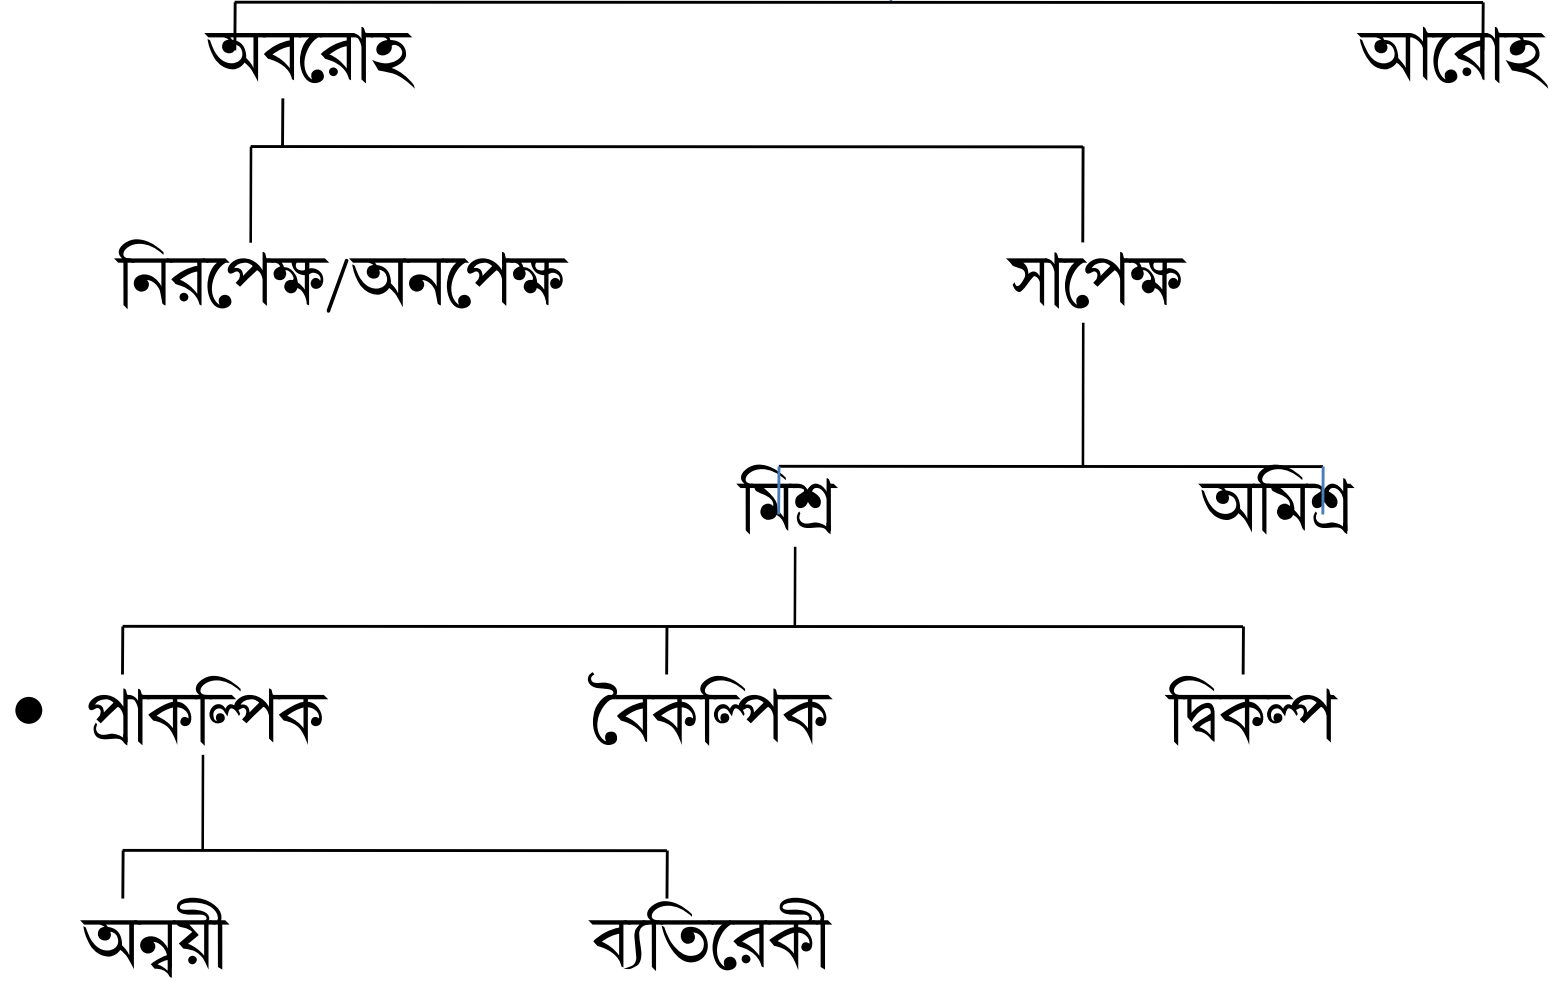 অবরোহ আরোহ
নিরপেক্ষ/অনপেক্ষ সাপেক্ষ
মিশ্র অমিশ্র
• প্রাকল্পিক বৈকল্পিক দ্বিকল্প
অন্বয়ী ব্যতিরেকী